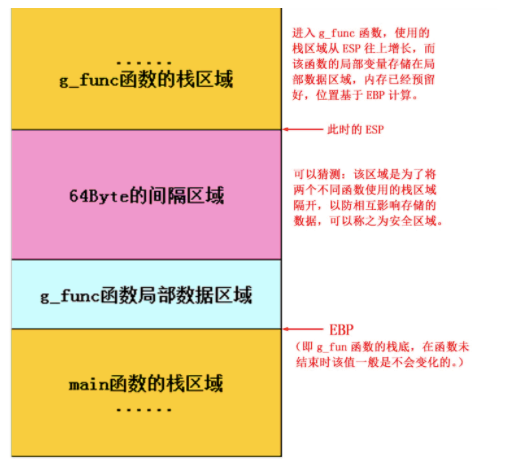 进入 g_func 函数，使用的
栈区域从 ESP 往上增长，而
该函数的局部变量存储在局
部数据区域，内存已经预留
好，位置基于 EBP 计算。
······
g_func函数的栈区域
此时的 ESP
64Byte的间隔区域
可以猜测：该区域是为了将
两个不同函数使用的栈区域
隔开，以防相互影响存储的
数据，可以称之为安全区域。
g_func函数局部数据区域
EBP
（即 g_fun 函数的栈底，在函数未
结束时该值一般是不会变化的。）
main函数的栈区域
······